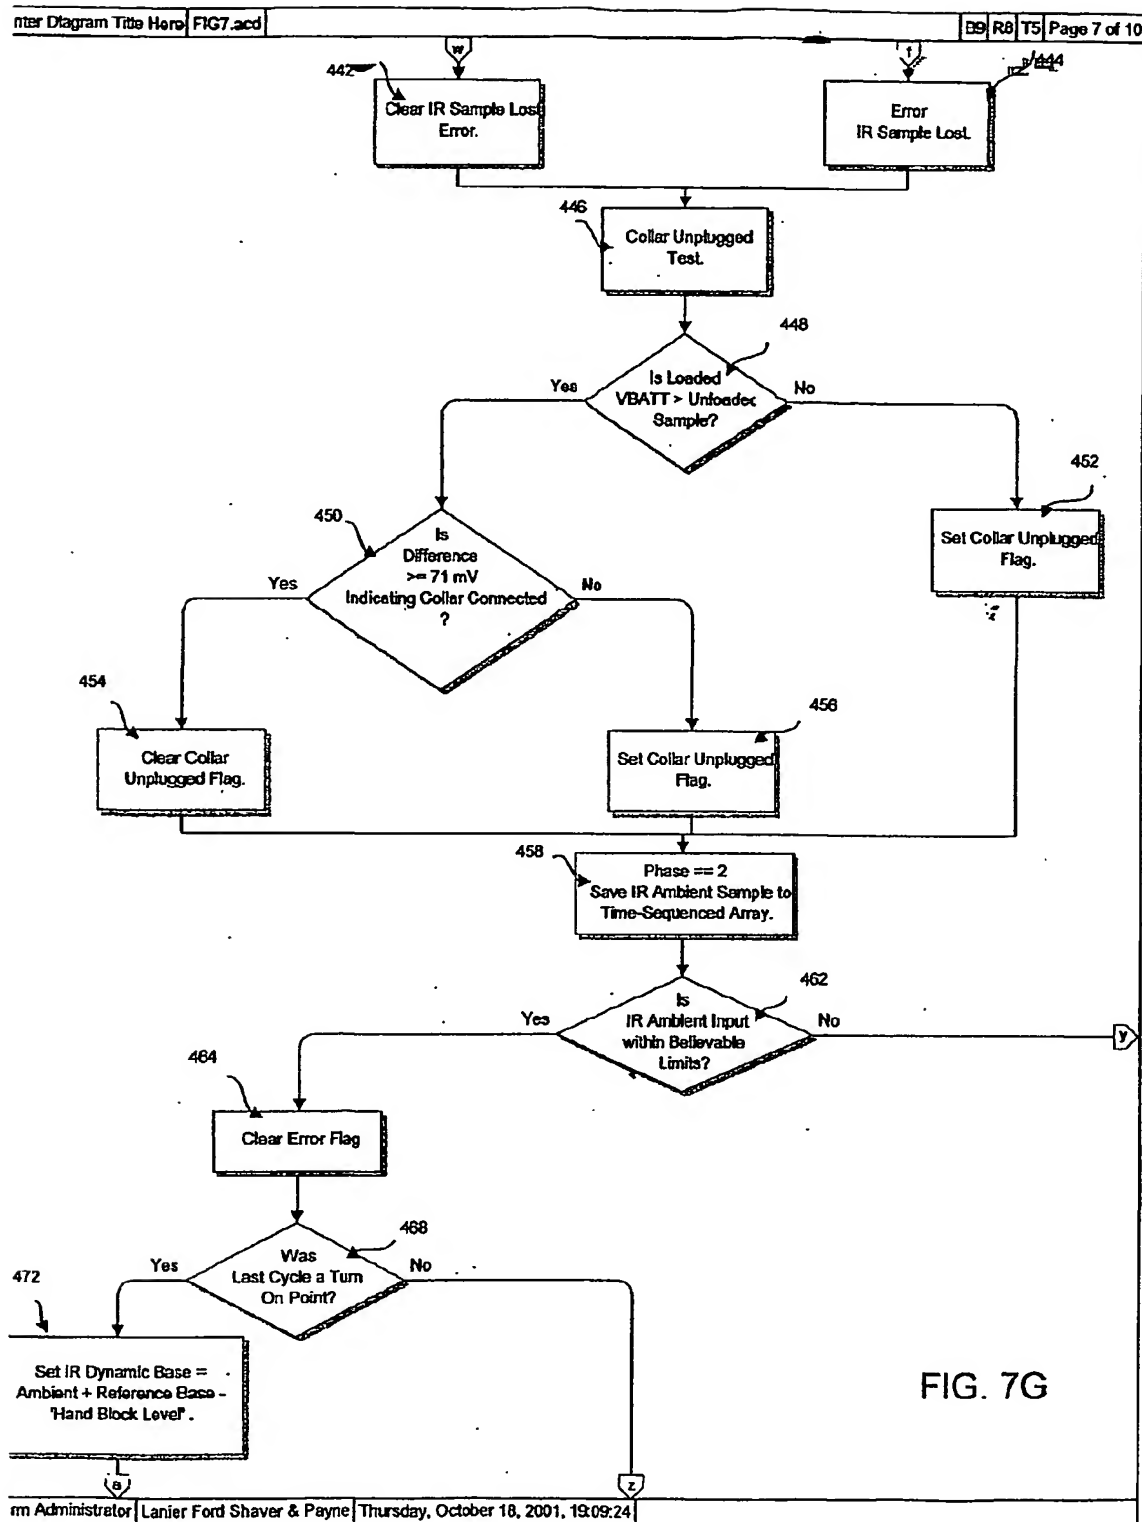 nter Diagram Title Here FIG7.acd B9 R8 T5 Page 7 of 10
w
442
Clear IR Sample Lost
Error.
444
Error
IR Sample Lost.
446
Collar Unplugged
Test.
448
Is Loaded
VBATT > Unloaded
Sample?
Yes
No
450
Is
Difference
>= 71 mV
Indicating Collar Connected
?
Yes
No
452
Set Collar Unplugged
Flag.
454
Clear Collar
Unplugged Flag.
456
Set Collar Unplugged
Flag.
458
Phase == 2
Save IR Ambient Sample to
Time-Sequenced Array.
462
Is
IR Ambient Input
within Believable
Limits?
Yes
No
y
464
Clear Error Flag
468
Was
Last Cycle a Turn
On Point?
Yes
No
472
Set IR Dynamic Base =
Ambient + Reference Base -
"Hand Block Level" .
FIG. 7G
a
z
rm Administrator Lanier Ford Shaver & Payne Thursday, October 18, 2001, 19:09:24